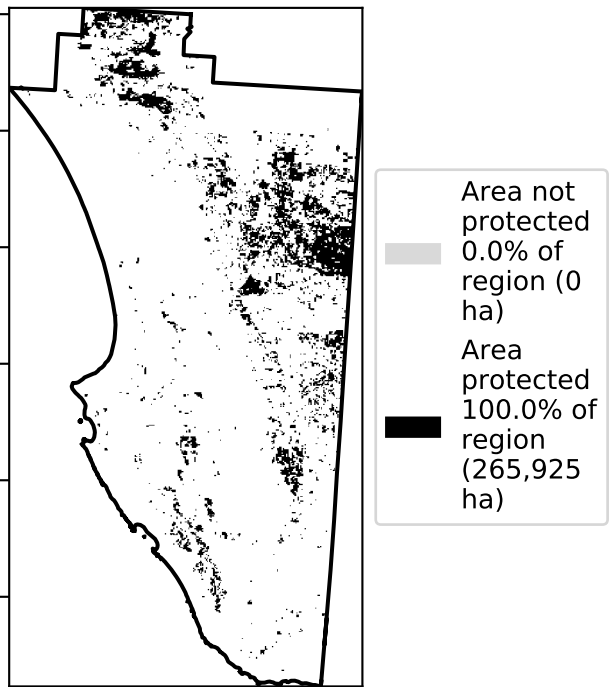 Area not
protected
0.0% of
region (0
ha)
Area
protected
100.0% of
region
(265,925
ha)